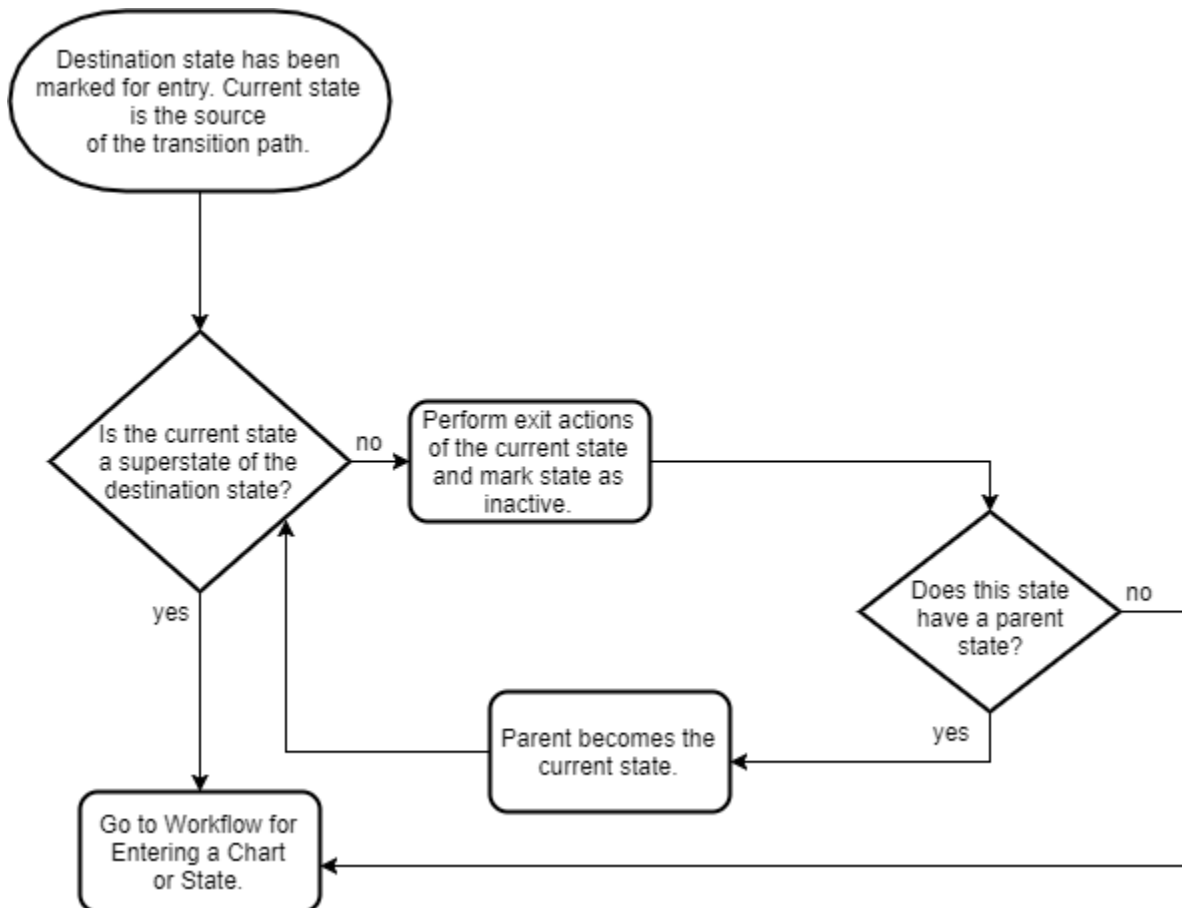 Destination state has been
marked for entry. Current state
is the source
of the transition path.
Is the current state
a superstate of the
destination state?
no
Perform exit actions
of the current state
and mark state as
inactive.
Does this state
have a parent
state?
no
yes
yes
Parent becomes the
current state.
Go to Workflow for
Entering a Chart
or State.